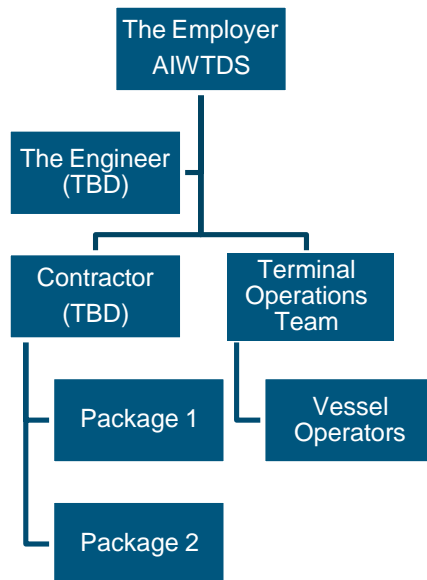 The Employer
AIWTDS
The Engineer
(TBD)
Contractor
(TBD)
Terminal
Operations
Team
Package 1
Vessel
Operators
Package 2